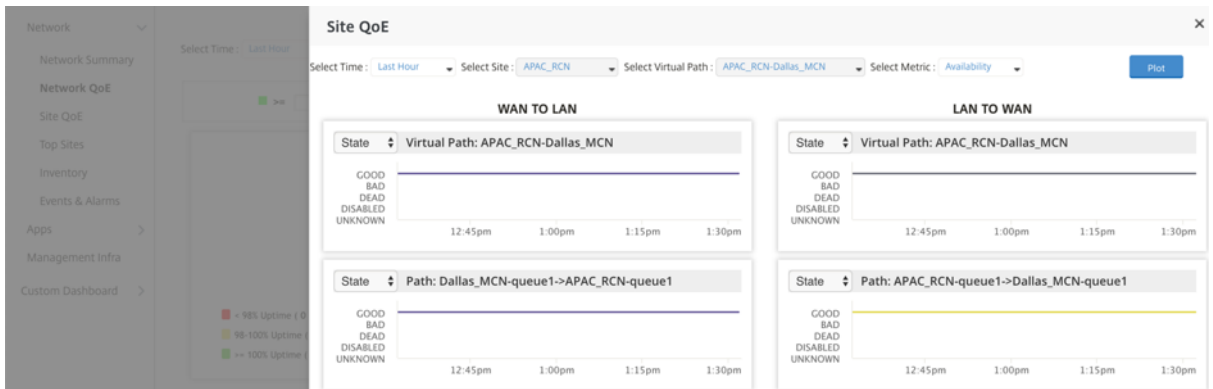 Network
Network Summary
Network QoE
Site QoE
Top Sites
Inventory
Events & Alarms
Apps
Management Infra
Custom Dashboard
Select Time : Last Hour
>=
< 98% Uptime ( 0
98-100% Uptime (
>= 100% Uptime (
Site QoE
×
Select Time : Last Hour Select Site : APAC_RCN Select Virtual Path : APAC_RCN-Dallas_MCN Select Metric : Availability Plot
WAN TO LAN
State Virtual Path: APAC_RCN-Dallas_MCN
GOOD
BAD
DEAD
DISABLED
UNKNOWN
12:45pm 1:00pm 1:15pm 1:30pm
State Path: Dallas_MCN-queue1->APAC_RCN-queue1
GOOD
BAD
DEAD
DISABLED
UNKNOWN
12:45pm 1:00pm 1:15pm 1:30pm
LAN TO WAN
State Virtual Path: APAC_RCN-Dallas_MCN
GOOD
BAD
DEAD
DISABLED
UNKNOWN
12:45pm 1:00pm 1:15pm 1:30pm
State Path: APAC_RCN-queue1->Dallas_MCN-queue1
GOOD
BAD
DEAD
DISABLED
UNKNOWN
12:45pm 1:00pm 1:15pm 1:30pm